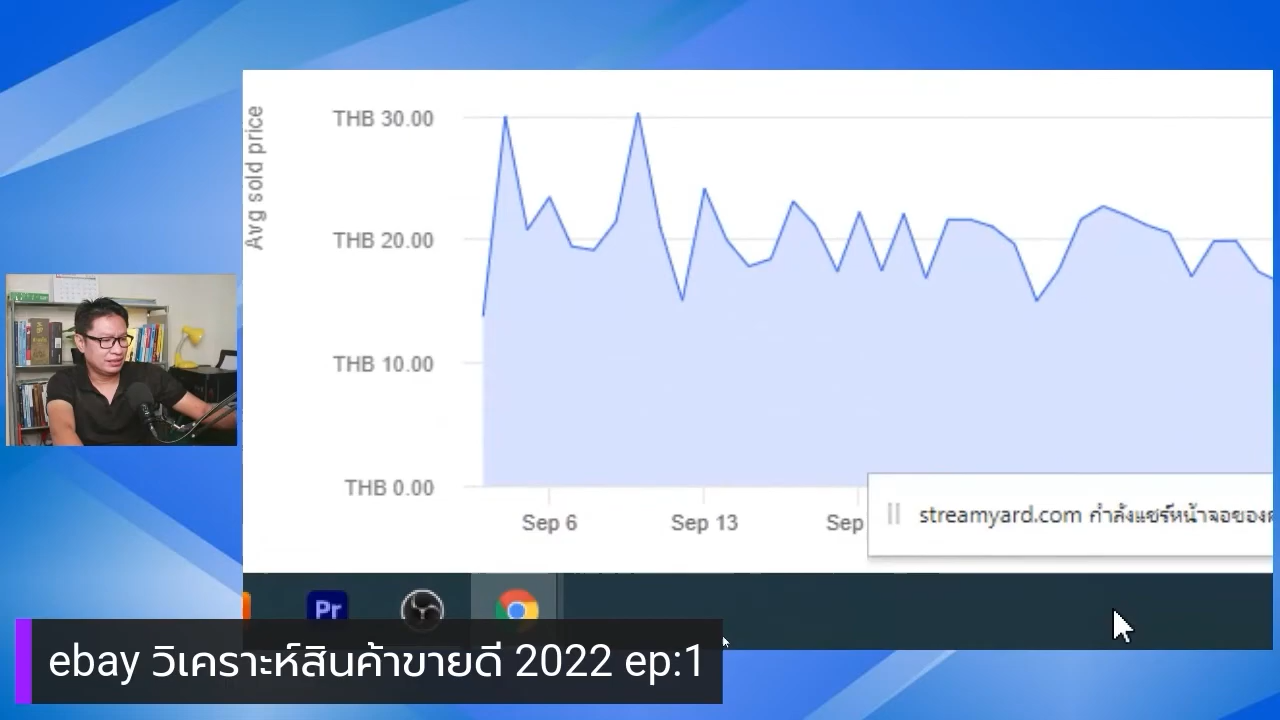 Avg sold price
THB 30.00
THB 20.00
THB 10.00
THB 0.00
Sep 6
Sep 13
Sep
streamyard.com กำลังแชร์หน้าจอของ
Pr
ebay วิเคราะห์สินค้าขายดี 2022 ep:1